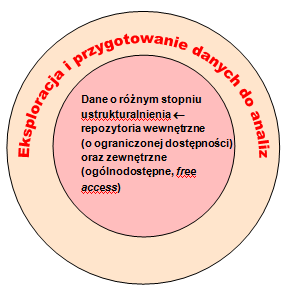 Eksploracja i przygotowanie danych do analiz
Dane o różnym stopniu
ustrukturalnienia ←
repozytoria wewnętrzne
(o ograniczonej dostępności)
oraz zewnętrzne
(ogólnodostępne, free
access)